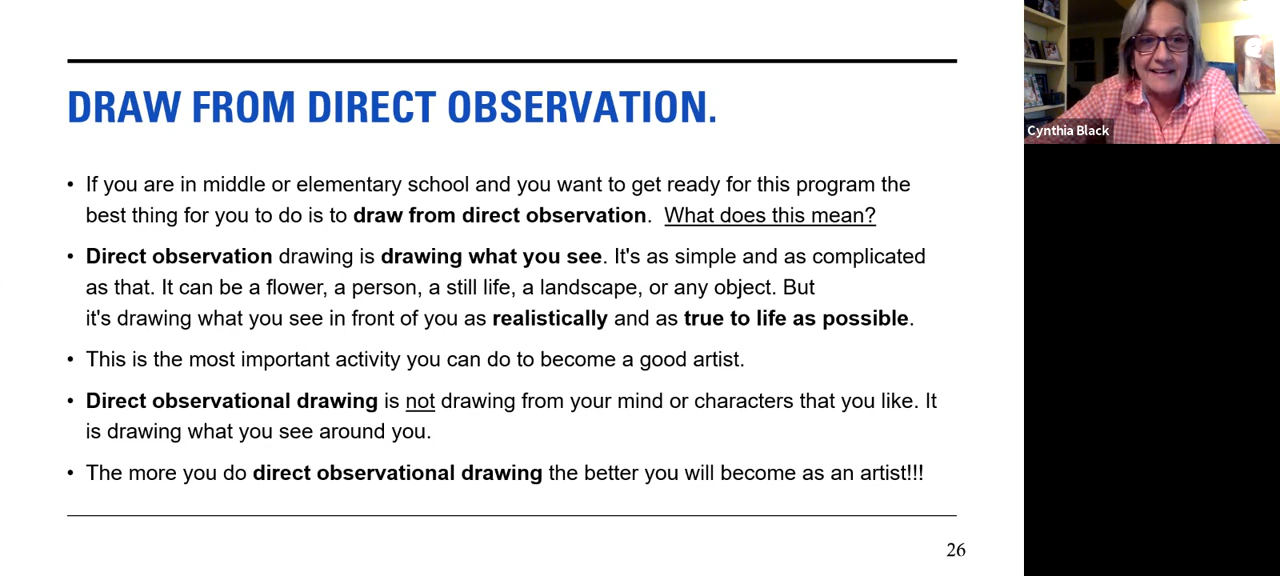 DRAW FROM DIRECT OBSERVATION.
• If you are in middle or elementary school and you want to get ready for this program the
best thing for you to do is to draw from direct observation. What does this mean?
• Direct observation drawing is drawing what you see. It's as simple and as complicated
as that. It can be a flower, a person, a still life, a landscape, or any object. But
it's drawing what you see in front of you as realistically and as true to life as possible.
• This is the most important activity you can do to become a good artist.
• Direct observational drawing is not drawing from your mind or characters that you like. It
is drawing what you see around you.
• The more you do direct observational drawing the better you will become as an artist!!!
26
Cynthia Black